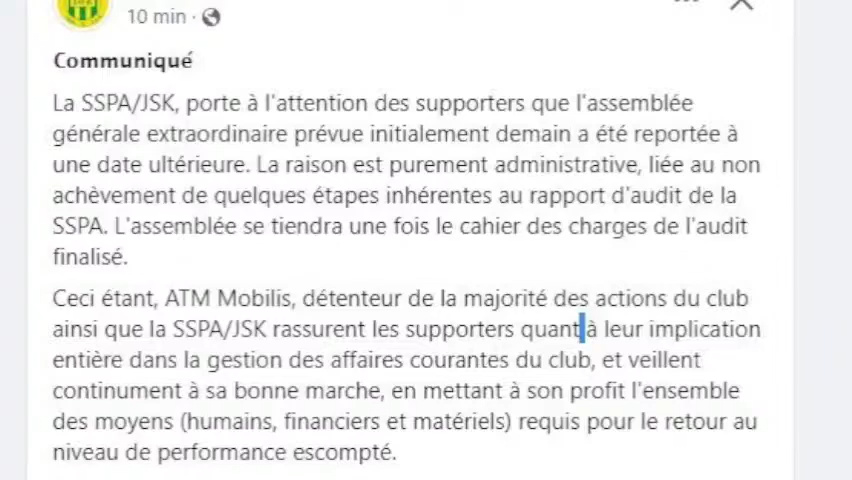 10 min ·
Communiqué
La SSPA/JSK, porte à l'attention des supporters que l'assemblée
générale extraordinaire prévue initialement demain a été reportée à
une date ultérieure. La raison est purement administrative, liée au non
achèvement de quelques étapes inhérentes au rapport d'audit de la
SSPA. L'assemblée se tiendra une fois le cahier des charges de l'audit
finalisé.
Ceci étant, ATM Mobilis, détenteur de la majorité des actions du club
ainsi que la SSPA/JSK rassurent les supporters quant à leur implication
entière dans la gestion des affaires courantes du club, et veillent
continument à sa bonne marche, en mettant à son profit l'ensemble
des moyens (humains, financiers et matériels) requis pour le retour au
niveau de performance escompté.